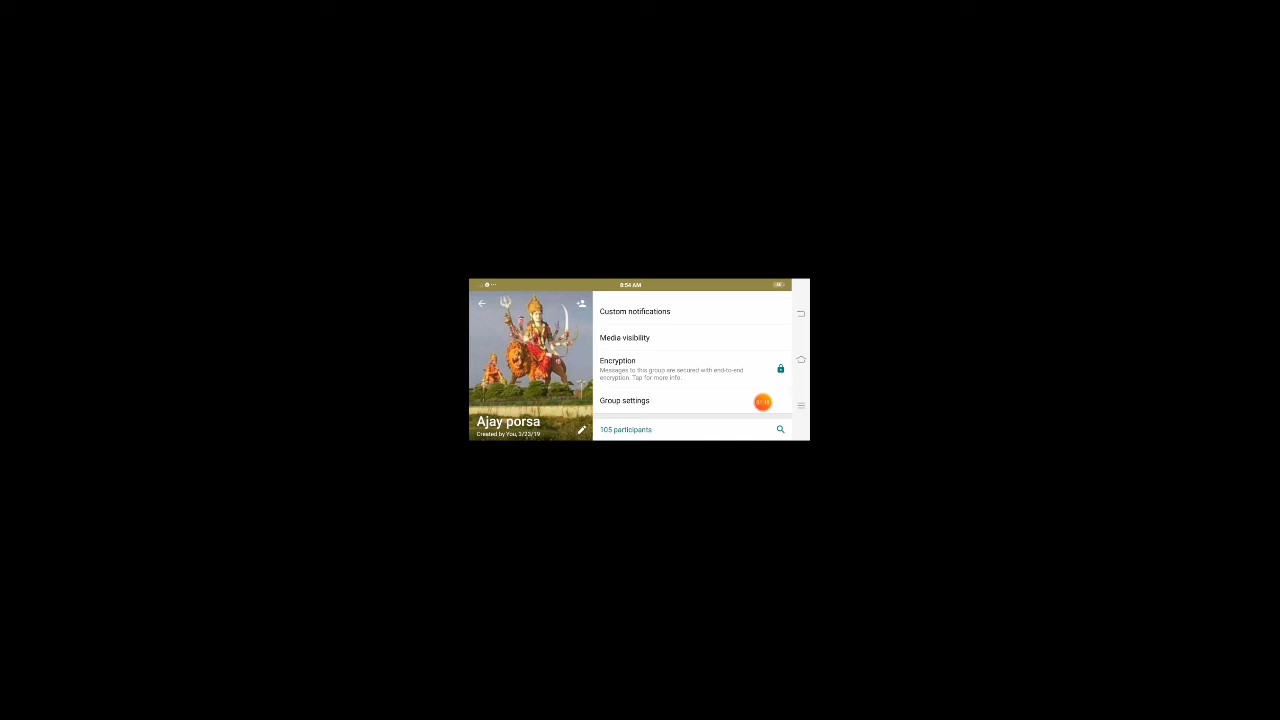 8:54 AM
Custom notifications
Media visibility
Encryption
Messages to this group are secured with end-to-end
encryption. Tap for more info.
Group settings
Ajay porsa
Created by You, 3/23/19
105 participants